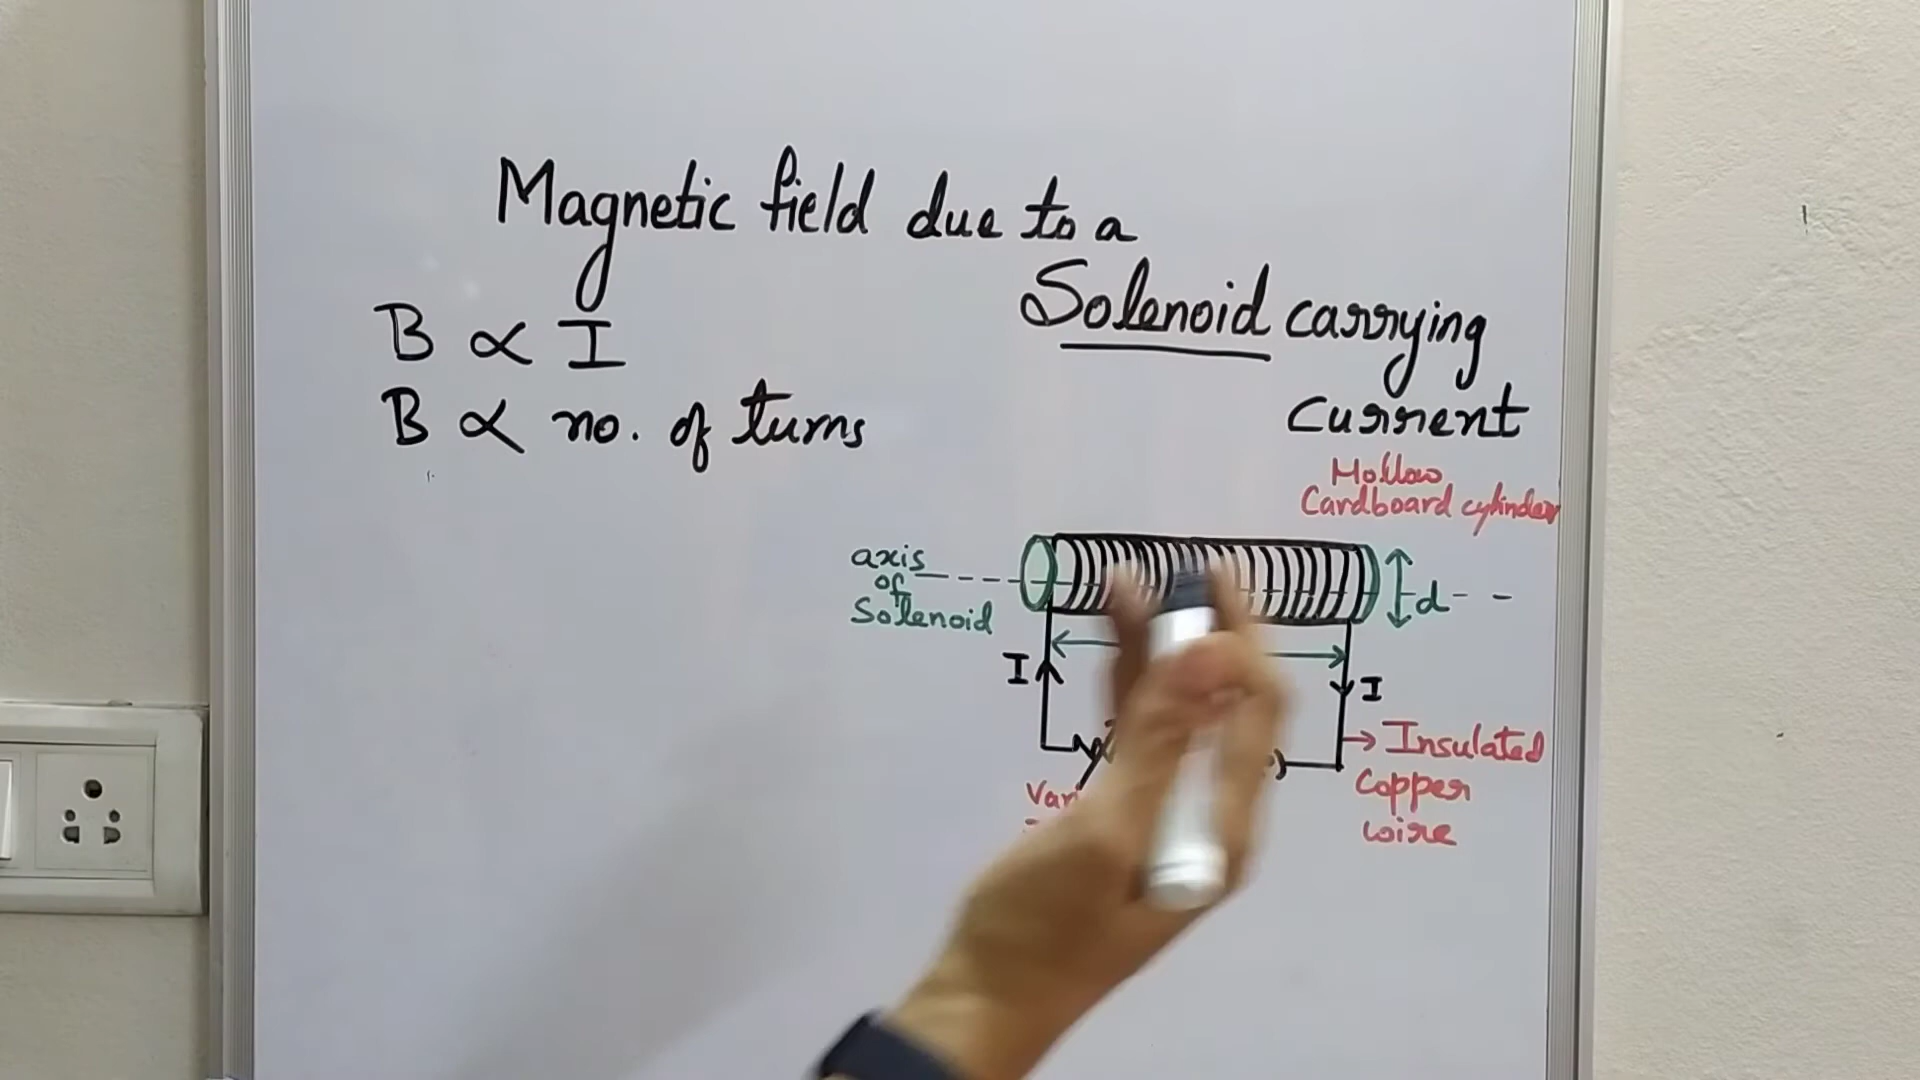 Magnetic field due to a
Solenoid carrying
Current
B ∝ I
B ∝ no. of turns
Hollow
Cardboard cylinder
axis
of
Solenoid
d
I
I
Insulated
Copper
wire